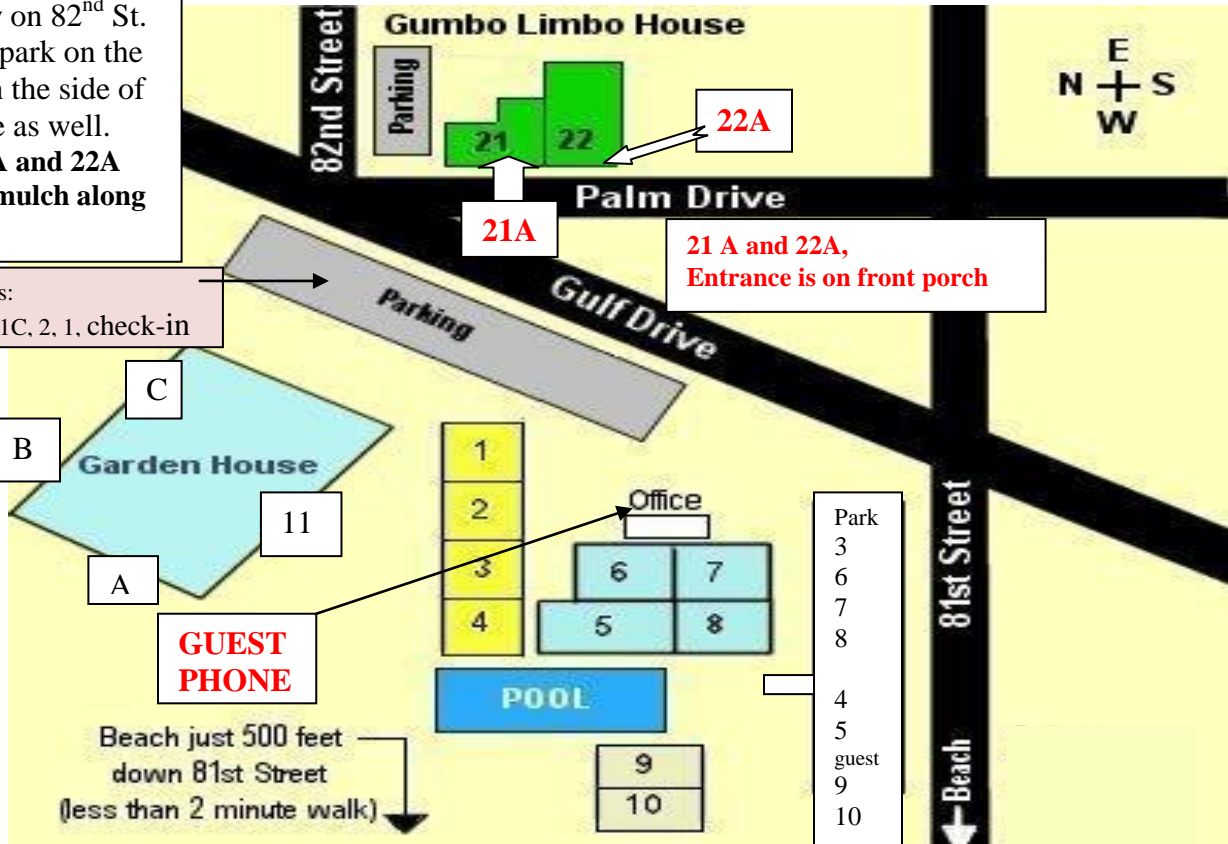 on 82nd St.
park on the
the side of
e as well.
A and 22A
mulch along
s:
1C, 2, 1, check-in
Gumbo Limbo House
82nd Street
Parking
21
22
22A
21A
E
N
S
W
Palm Drive
21 A and 22A,
Entrance is on front porch
Gulf Drive
Parking
C
B
Garden House
11
A
1
2
3
4
Office
6
7
5
8
GUEST
PHONE
POOL
Park
3
6
7
8
4
5
guest
9
10
81st Street
Beach
Beach just 500 feet
down 81st Street
(less than 2 minute walk)
9
10